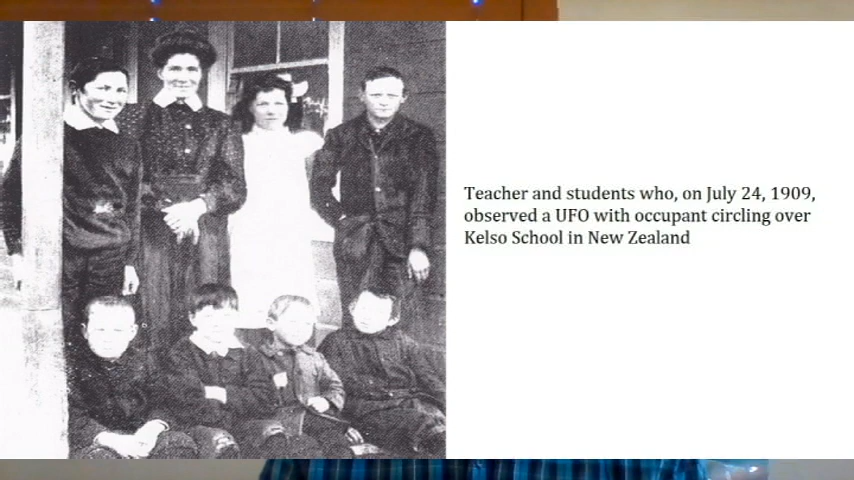 Teacher and students who, on July 24, 1909,
observed a UFO with occupant circling over
Kelso School in New Zealand